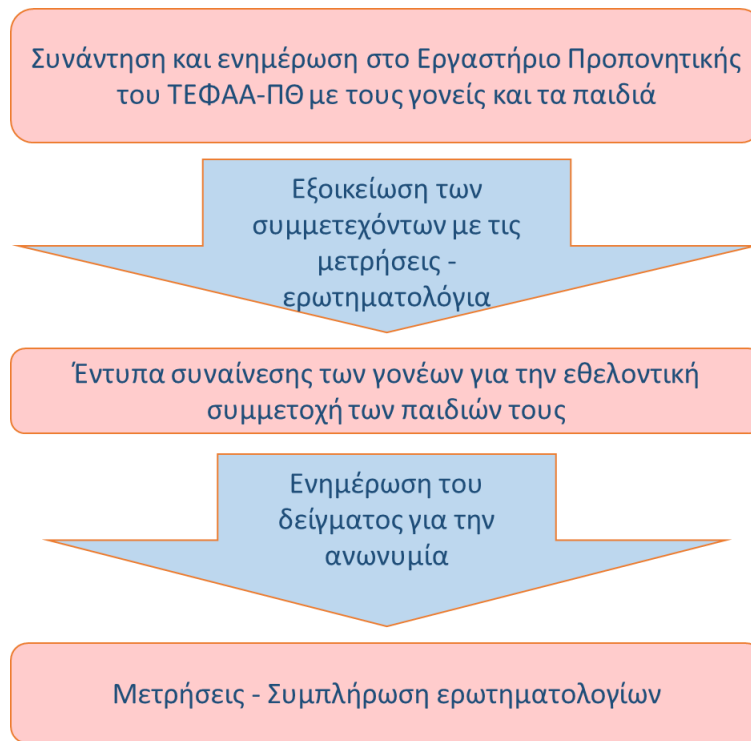 Συνάντηση και ενημέρωση στο Εργαστήριο Προπονητικής
του ΤΕΦΑΑ-ΠΘ με τους γονείς και τα παιδιά
Εξοικείωση των
συμμετεχόντων με τις
μετρήσεις -
ερωτηματολόγια
Έντυπα συναίνεσης των γονέων για την εθελοντική
συμμετοχή των παιδιών τους
Ενημέρωση του
δείγματος για την
ανωνυμία
Μετρήσεις - Συμπλήρωση ερωτηματολογίων